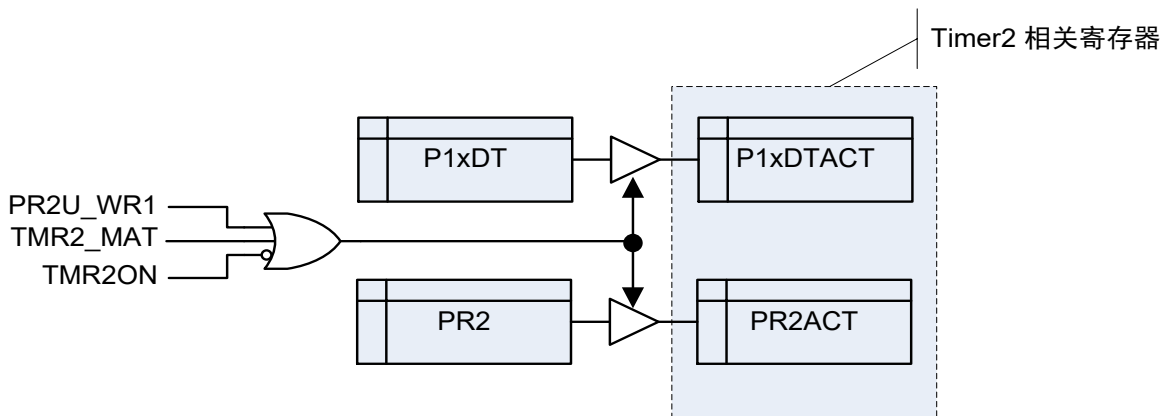 Timer2 相关寄存器
P1xDT
P1xDTACT
PR2U_WR1
TMR2_MAT
TMR2ON
PR2
PR2ACT